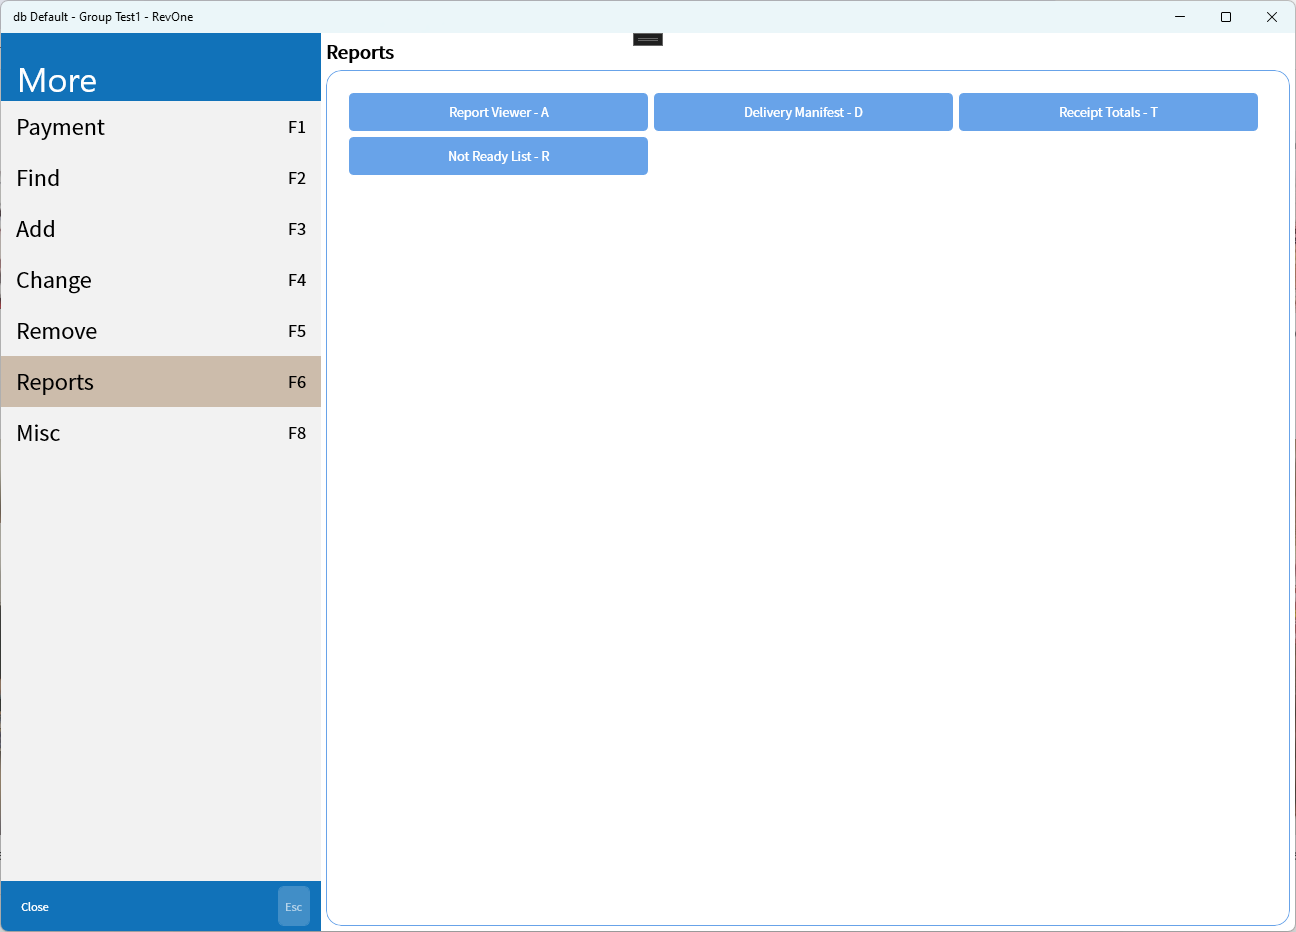 db Default - Group Test1 - RevOne
More
Payment F1
Find F2
Add F3
Change F4
Remove F5
Reports F6
Misc F8
Close Esc
Reports
Report Viewer - A
Delivery Manifest - D
Receipt Totals - T
Not Ready List - R